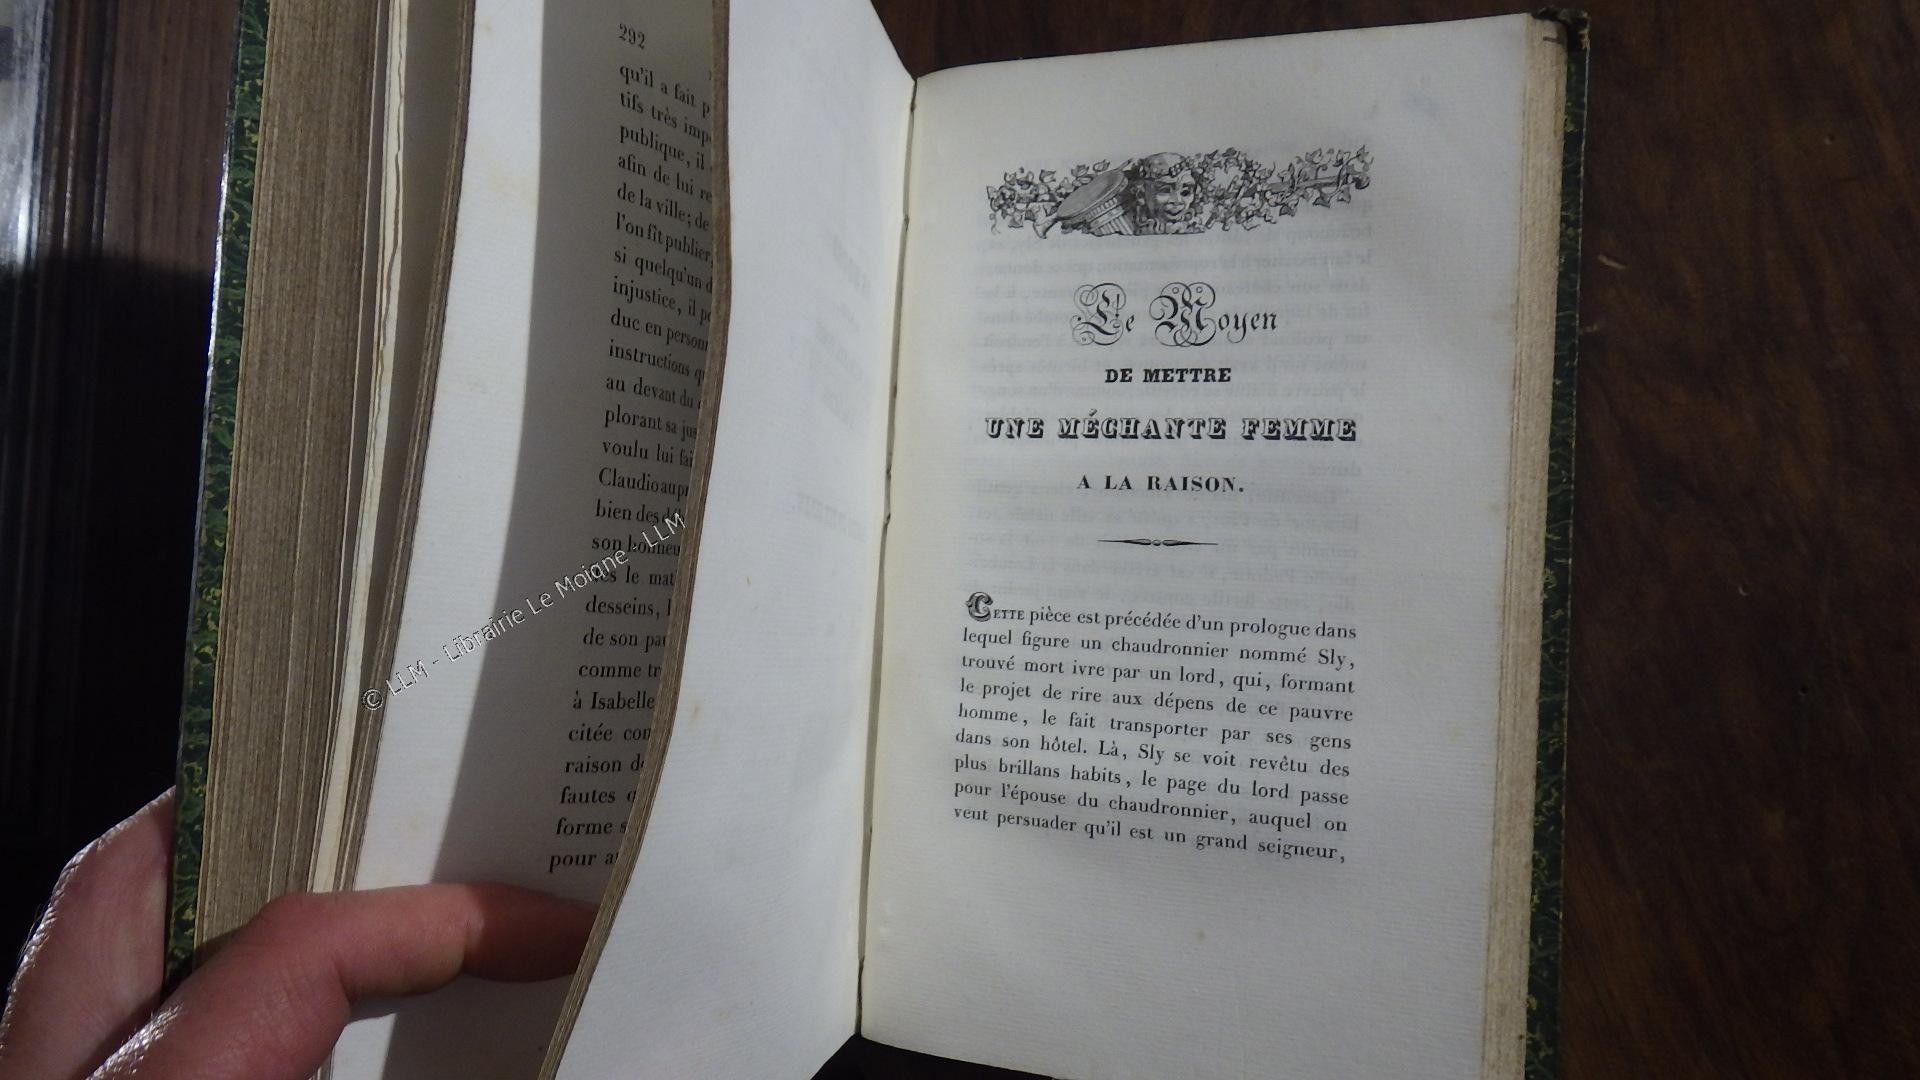 292
qu'il a fait p
tifs très imp
publique, il
afin de lui re
de la ville; de
l'on fit publier,
si quelqu'un d
injustice, il p
duc en person
instructions q
au devant du
plorant sa jus
voulu lui fai
Claudio aup
bien des
son honneu
le mat
desseins, l
de son pa
comme tr
à Isabelle
citée con
raison d
fautes
forme s
pour a
© LLM - Librairie Le Moigne - LLM
Le Moyen
DE METTRE
UNE MÉCHANTE FEMME
A LA RAISON.
CETTE pièce est précédée d'un prologue dans
lequel figure un chaudronnier nommé Sly,
trouvé mort ivre par un lord, qui, formant
le projet de rire aux dépens de ce pauvre
homme, le fait transporter par ses gens
dans son hôtel. Là, Sly se voit revêtu des
plus brillans habits, le page du lord passe
pour l'épouse du chaudronnier, auquel on
veut persuader qu'il est un grand seigneur,